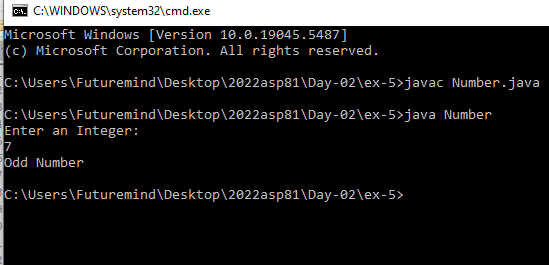 C:\WINDOWS\system32\cmd.exe
Microsoft Windows [Version 10.0.19045.5487]
(c) Microsoft Corporation. All rights reserved.
C:\Users\Futuremind\Desktop\2022asp81\Day-02\ex-5>javac Number.java
C:\Users\Futuremind\Desktop\2022asp81\Day-02\ex-5>java Number
Enter an Integer:
7
Odd Number
C:\Users\Futuremind\Desktop\2022asp81\Day-02\ex-5>